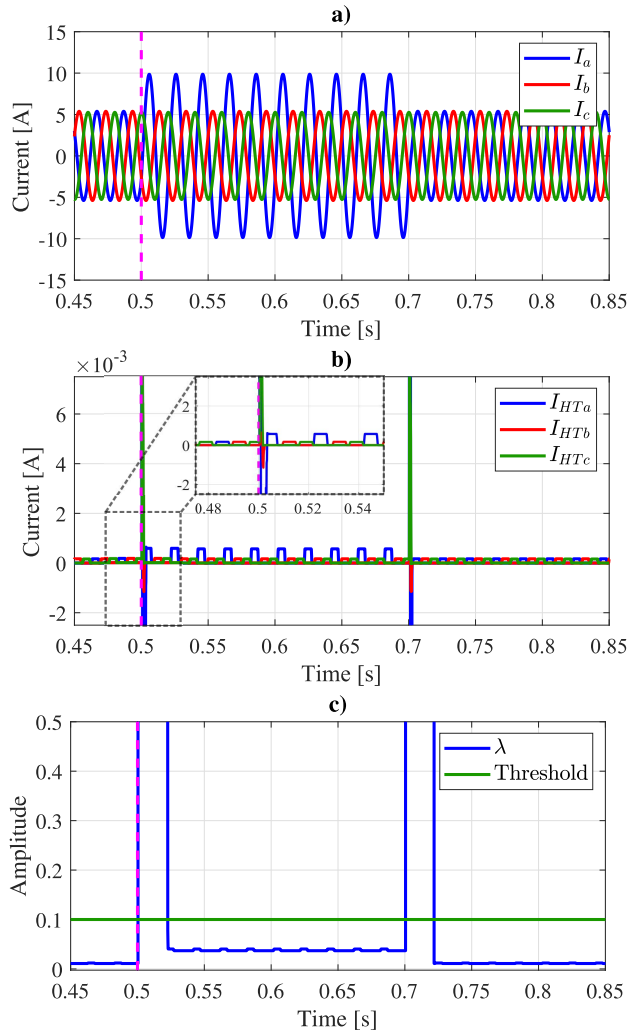 a)
Current [A]
15
10
5
0
-5
-10
-15
I_a
I_b
I_c
0.45 0.5 0.55 0.6 0.65 0.7 0.75 0.8 0.85
Time [s]
b)
×10^-3
Current [A]
6
4
2
0
-2
2
0
-2
0.48 0.5 0.52 0.54
I_HTa
I_HTb
I_HTc
0.45 0.5 0.55 0.6 0.65 0.7 0.75 0.8 0.85
Time [s]
c)
Amplitude
0.5
0.4
0.3
0.2
0.1
0
λ
Threshold
0.45 0.5 0.55 0.6 0.65 0.7 0.75 0.8 0.85
Time [s]